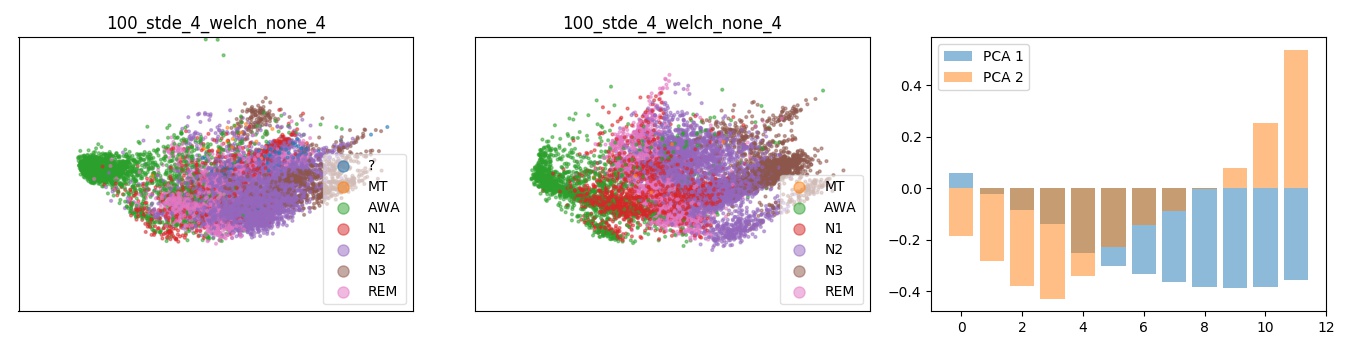 100_stde_4_welch_none_4
?
MT
AWA
N1
N2
N3
REM
100_stde_4_welch_none_4
MT
AWA
N1
N2
N3
REM
PCA 1
PCA 2
0.4
0.2
0.0
−0.2
−0.4
0 2 4 6 8 10 12